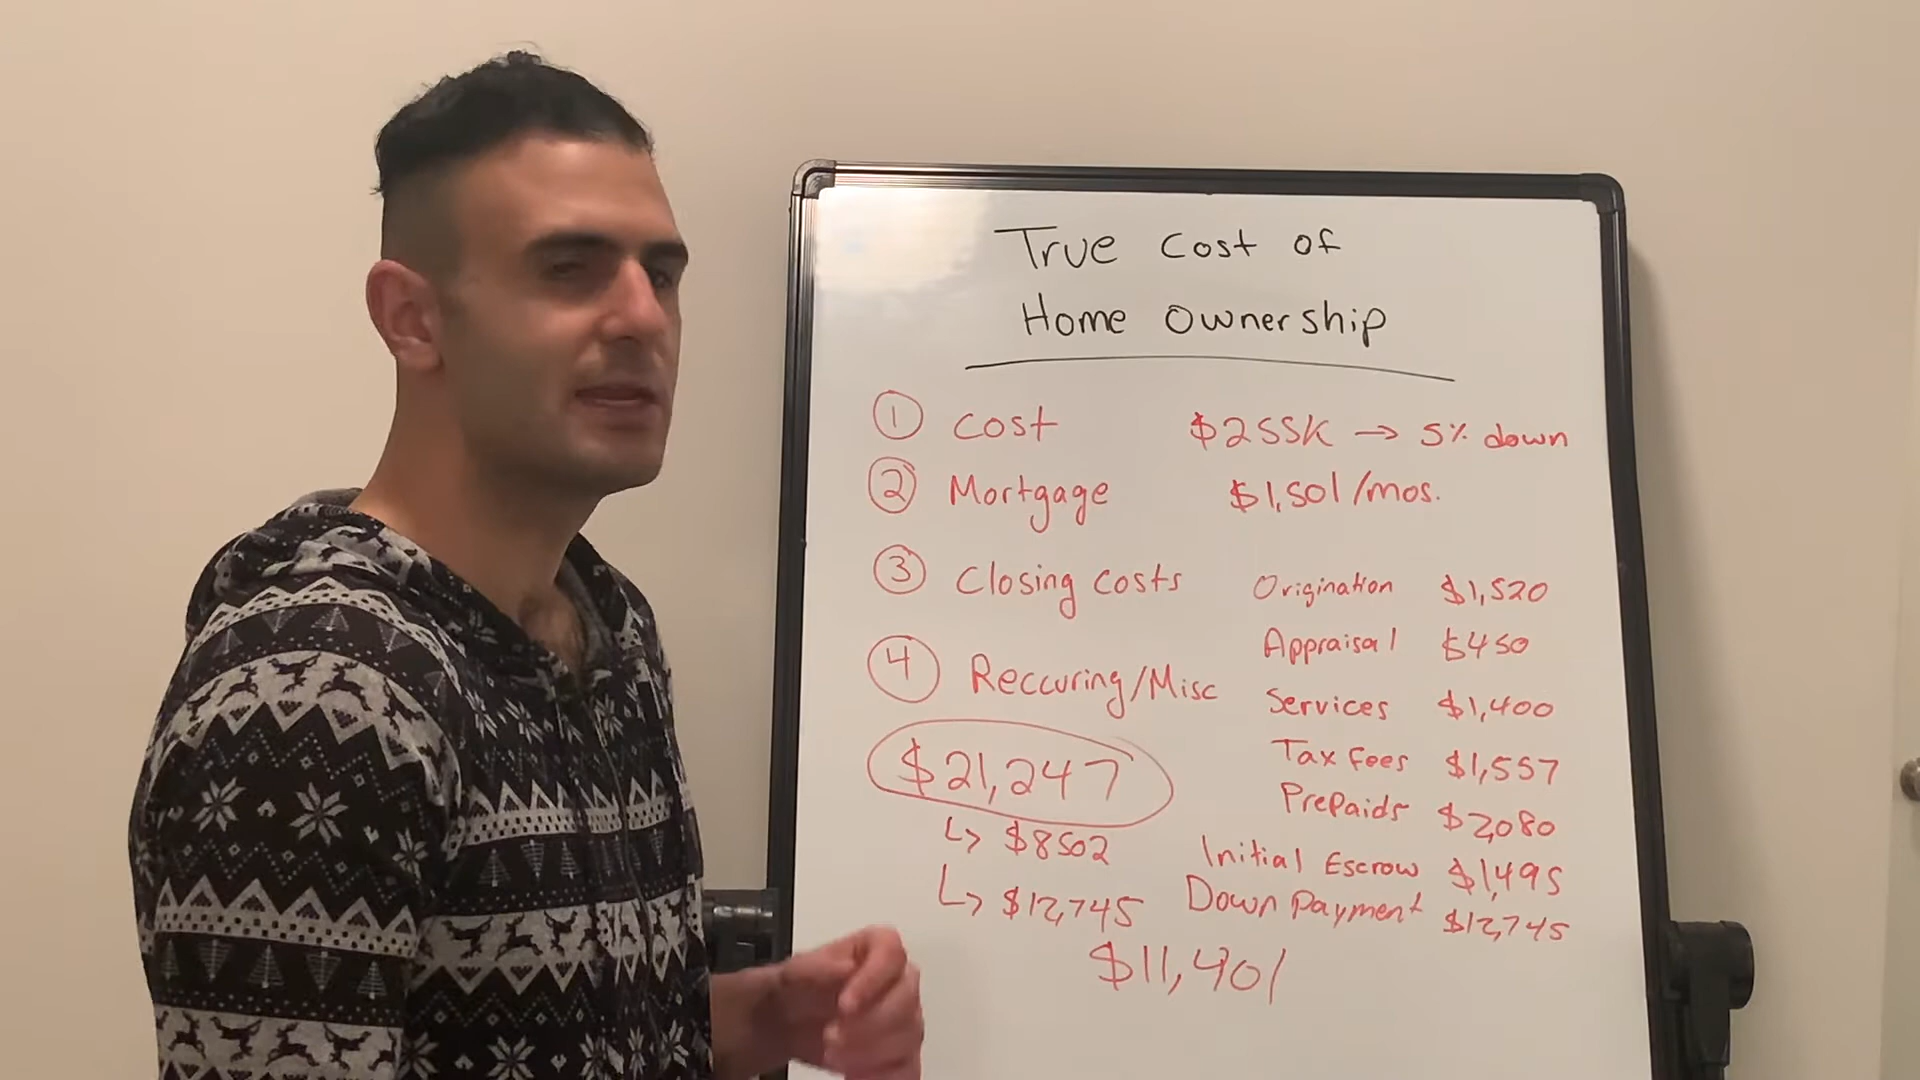 True Cost of
Home Ownership
1 Cost $255K → 5% down
2 Mortgage $1,501/mos.
3 Closing Costs
Origination $1,520
Appraisal $450
4 Reccuring/Misc
Services $1,400
Tax Fees $1,557
Prepaids $2,080
$21,247
↳ $8502
Initial Escrow $1,495
↳ $12,745
Down Payment $12,745
$11,401